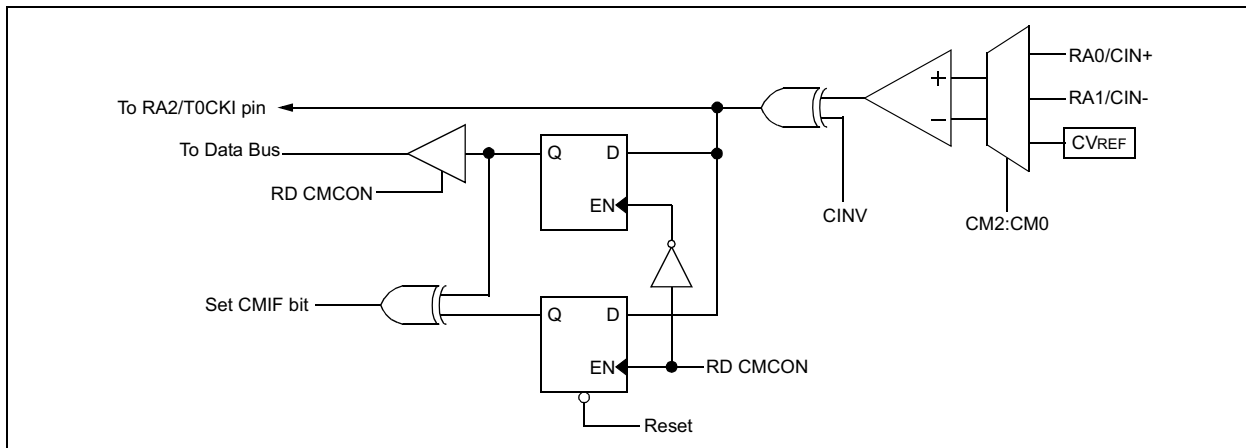 RA0/CIN+
To RA2/T0CKI pin
RA1/CIN-
To Data Bus
Q D
CVREF
RD CMCON
EN
CINV
CM2:CM0
Set CMIF bit
Q D
EN
RD CMCON
Reset